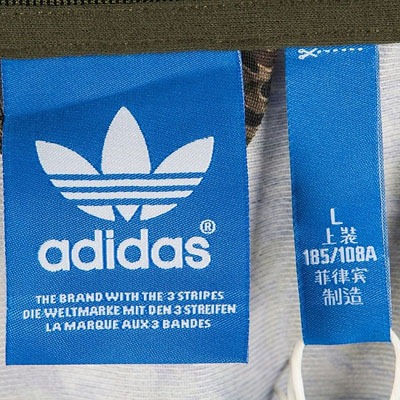 adidas®
THE BRAND WITH THE 3 STRIPES
DIE WELTMARKE MIT DEN 3 STREIFEN
LA MARQUE AUX 3 BANDES
L
上装
185/108A
菲律宾
制造